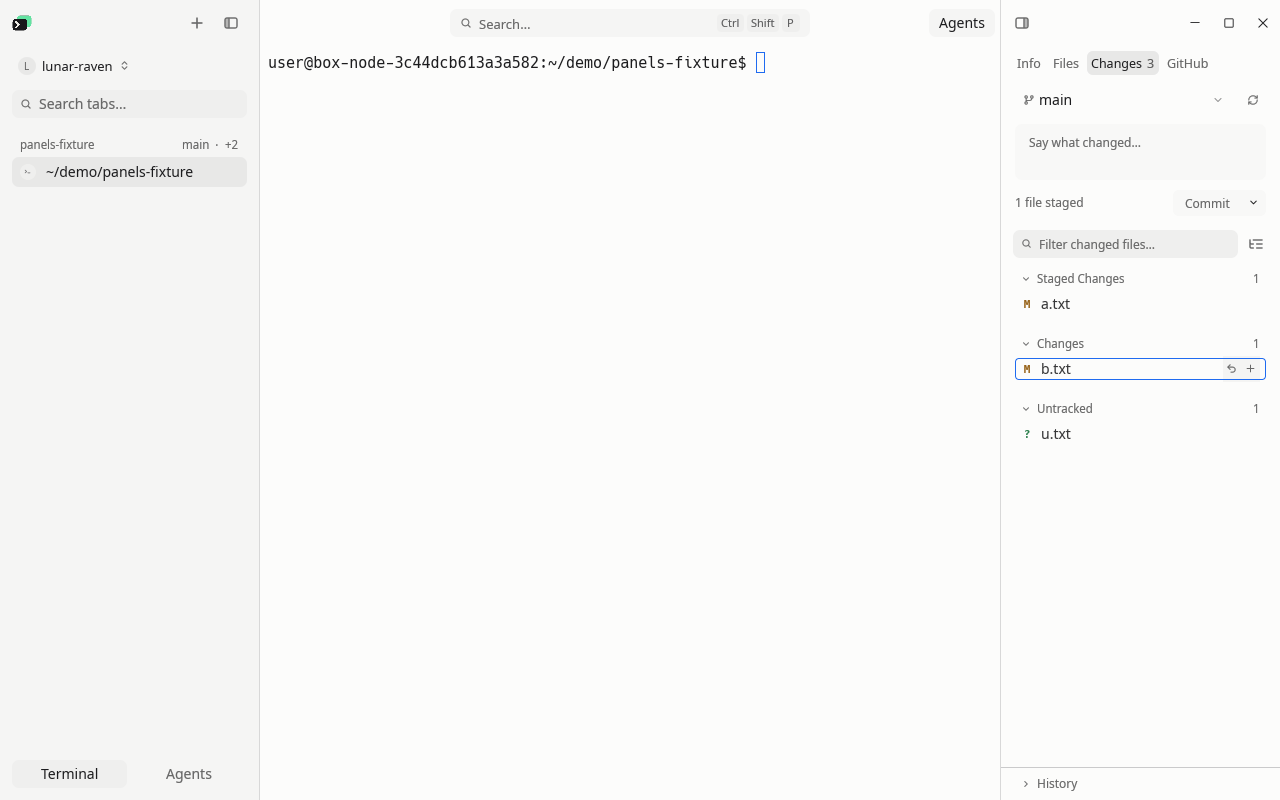 Search...
Ctrl
Shift
P
Agents
L
lunar-raven
Search tabs...
panels-fixture
main · +2
~/demo/panels-fixture
Terminal
Agents
user@box-node-3c44dcb613a3a582:~/demo/panels-fixture$
Info
Files
Changes 3
GitHub
main
Say what changed...
1 file staged
Commit
Filter changed files...
Staged Changes
1
M
a.txt
Changes
1
M
b.txt
Untracked
1
?
u.txt
History